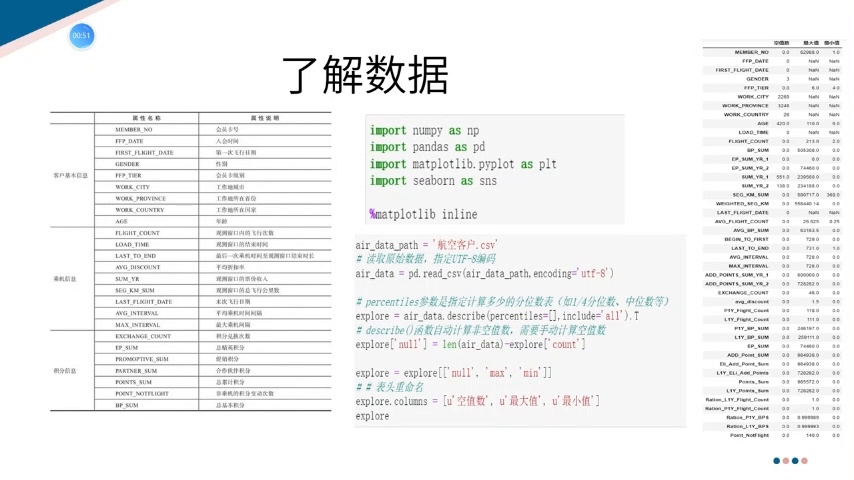 00:51
了解数据
属性名称 属性说明
客户基本信息
MEMBER_NO 会员卡号
FFP_DATE 入会时间
FIRST_FLIGHT_DATE 第一次飞行日期
GENDER 性别
FFP_TIER 会员卡级别
WORK_CITY 工作地城市
WORK_PROVINCE 工作地所在省份
WORK_COUNTRY 工作地所在国家
AGE 年龄
乘机信息
FLIGHT_COUNT 观测窗口内的飞行次数
LOAD_TIME 观测窗口的结束时间
LAST_TO_END 最后一次乘机时间至观测窗口结束时长
AVG_DISCOUNT 平均折扣率
SUM_YR 观测窗口的票价收入
SEG_KM_SUM 观测窗口的总飞行公里数
LAST_FLIGHT_DATE 末次飞行日期
AVG_INTERVAL 平均乘机时间间隔
MAX_INTERVAL 最大乘机间隔
积分信息
EXCHANGE_COUNT 积分兑换次数
EP_SUM 总精英积分
PROMOPTIVE_SUM 促销积分
PARTNER_SUM 合作伙伴积分
POINTS_SUM 总累计积分
POINT_NOTFLIGHT 非乘机的积分变动次数
BP_SUM 总基本积分
import numpy as np
import pandas as pd
import matplotlib.pyplot as plt
import seaborn as sns
%matplotlib inline
air_data_path = '航空客户.csv'
# 读取原始数据，指定UTF-8编码
air_data = pd.read_csv(air_data_path,encoding='utf-8')
# percentiles参数是指定计算多少的分位数表（如1/4分位数、中位数等）
explore = air_data.describe(percentiles=[],include='all').T
# describe()函数自动计算非空值数，需要手动计算空值数
explore['null'] = len(air_data)-explore['count']
explore = explore[['null', 'max', 'min']]
# # 表头重命名
explore.columns = [u'空值数', u'最大值', u'最小值']
explore
空值数 最大值 最小值
MEMBER_NO 0.0 62988.0 1.0
FFP_DATE 0 NaN NaN
FIRST_FLIGHT_DATE 0 NaN NaN
GENDER 3 NaN NaN
FFP_TIER 0.0 6.0 4.0
WORK_CITY 2269 NaN NaN
WORK_PROVINCE 3248 NaN NaN
WORK_COUNTRY 26 NaN NaN
AGE 420.0 110.0 6.0
LOAD_TIME 0 NaN NaN
FLIGHT_COUNT 0.0 213.0 2.0
BP_SUM 0.0 505308.0 0.0
EP_SUM_YR_1 0.0 0.0 0.0
EP_SUM_YR_2 0.0 74460.0 0.0
SUM_YR_1 551.0 239560.0 0.0
SUM_YR_2 138.0 234188.0 0.0
SEG_KM_SUM 0.0 580717.0 368.0
WEIGHTED_SEG_KM 0.0 558440.14 0.0
LAST_FLIGHT_DATE 0 NaN NaN
AVG_FLIGHT_COUNT 0.0 26.625 0.25
AVG_BP_SUM 0.0 63163.5 0.0
BEGIN_TO_FIRST 0.0 729.0 0.0
LAST_TO_END 0.0 731.0 1.0
AVG_INTERVAL 0.0 728.0 0.0
MAX_INTERVAL 0.0 728.0 0.0
ADD_POINTS_SUM_YR_1 0.0 600000.0 0.0
ADD_POINTS_SUM_YR_2 0.0 728282.0 0.0
EXCHANGE_COUNT 0.0 46.0 0.0
avg_discount 0.0 1.5 0.0
P1Y_Flight_Count 0.0 118.0 0.0
L1Y_Flight_Count 0.0 111.0 0.0
P1Y_BP_SUM 0.0 246197.0 0.0
L1Y_BP_SUM 0.0 259111.0 0.0
EP_SUM 0.0 74460.0 0.0
ADD_Point_SUM 0.0 984938.0 0.0
Eli_Add_Point_Sum 0.0 984938.0 0.0
L1Y_ELi_Add_Points 0.0 728282.0 0.0
Points_Sum 0.0 985572.0 0.0
L1Y_Points_Sum 0.0 728282.0 0.0
Ration_L1Y_Flight_Count 0.0 1.0 0.0
Ration_P1Y_Flight_Count 0.0 1.0 0.0
Ration_P1Y_BPS 0.0 0.999989 0.0
Ration_L1Y_BPS 0.0 0.999993 0.0
Point_NotFlight 0.0 140.0 0.0